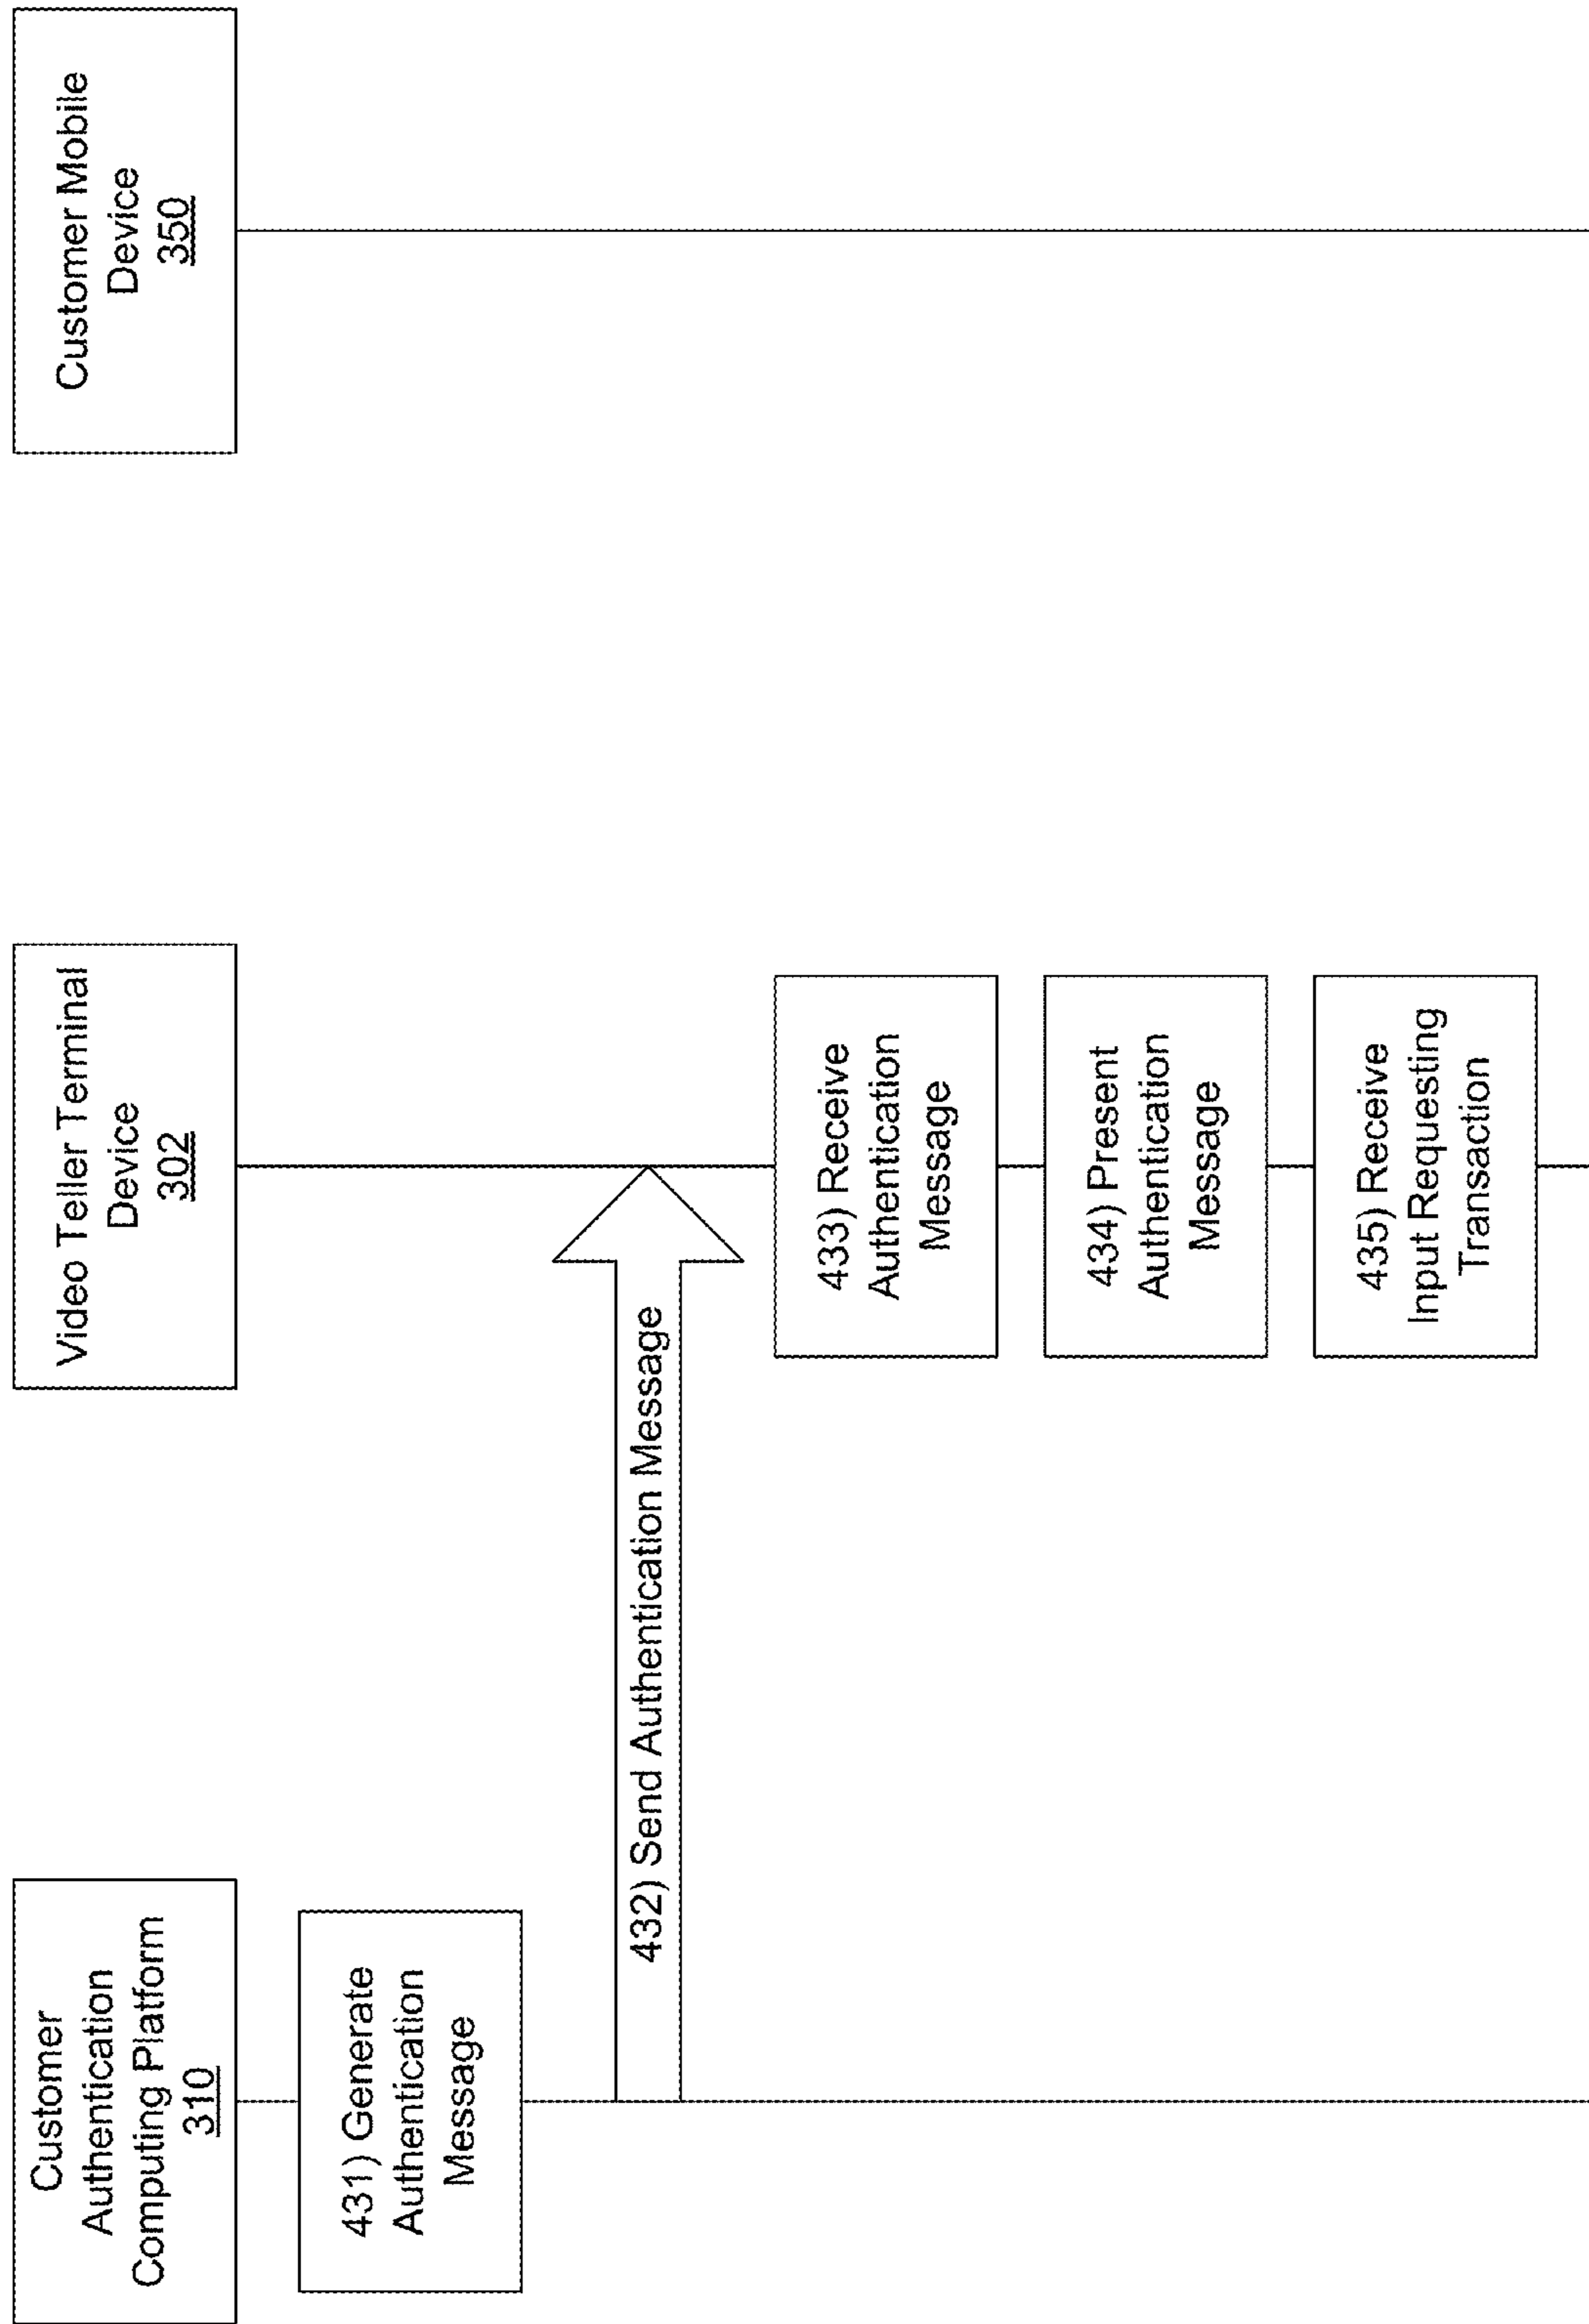 Customer
Authentication
Computing Platform
310
Video Teller Terminal
Device
302
Customer Mobile
Device
350
431) Generate
Authentication
Message
432) Send Authentication Message
433) Receive
Authentication
Message
434) Present
Authentication
Message
435) Receive
Input Requesting
Transaction